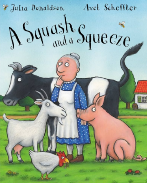 Julia Donaldson Axel Scheffler
A Squash
and a Squeeze